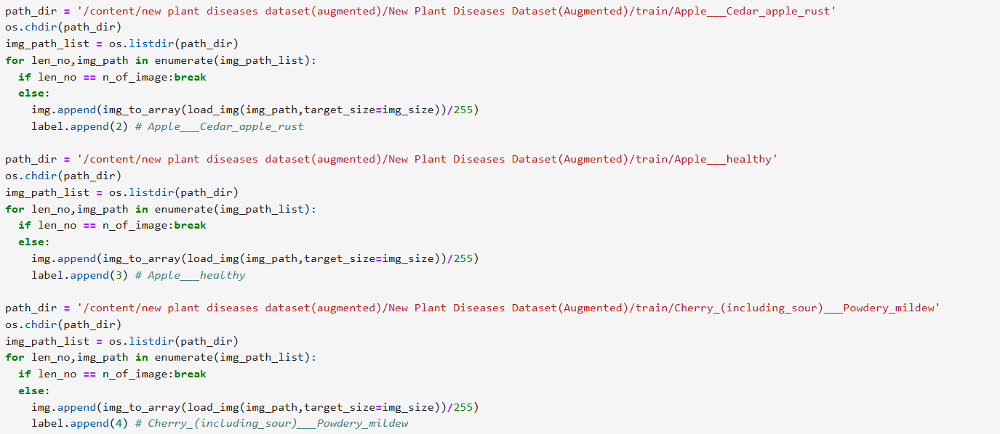 path_dir = '/content/new plant diseases dataset(augmented)/New Plant Diseases Dataset(Augmented)/train/Apple___Cedar_apple_rust'
os.chdir(path_dir)
img_path_list = os.listdir(path_dir)
for len_no,img_path in enumerate(img_path_list):
  if len_no == n_of_image:break
  else:
    img.append(img_to_array(load_img(img_path,target_size=img_size))/255)
    label.append(2) # Apple___Cedar_apple_rust

path_dir = '/content/new plant diseases dataset(augmented)/New Plant Diseases Dataset(Augmented)/train/Apple___healthy'
os.chdir(path_dir)
img_path_list = os.listdir(path_dir)
for len_no,img_path in enumerate(img_path_list):
  if len_no == n_of_image:break
  else:
    img.append(img_to_array(load_img(img_path,target_size=img_size))/255)
    label.append(3) # Apple___healthy

path_dir = '/content/new plant diseases dataset(augmented)/New Plant Diseases Dataset(Augmented)/train/Cherry_(including_sour)___Powdery_mildew'
os.chdir(path_dir)
img_path_list = os.listdir(path_dir)
for len_no,img_path in enumerate(img_path_list):
  if len_no == n_of_image:break
  else:
    img.append(img_to_array(load_img(img_path,target_size=img_size))/255)
    label.append(4) # Cherry_(including_sour)___Powdery_mildew